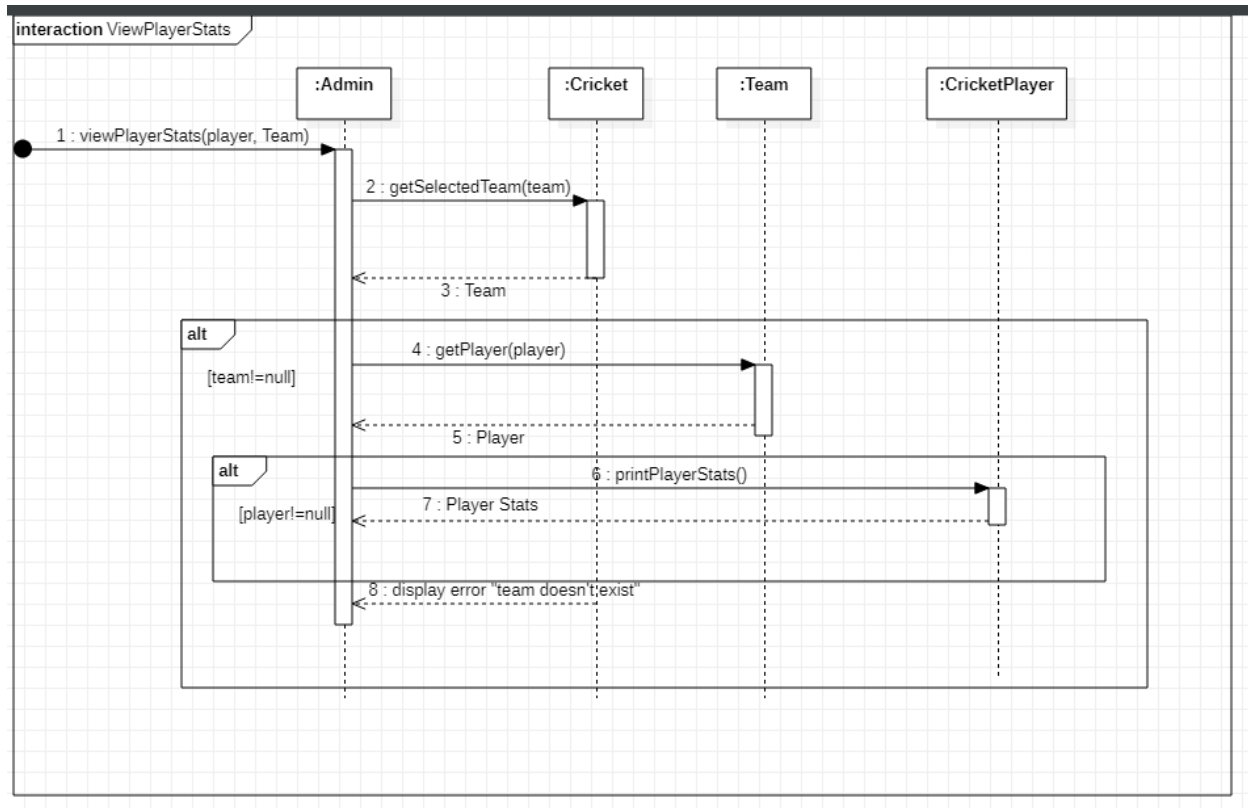 interaction ViewPlayerStats
:Admin
:Cricket
:Team
:CricketPlayer
1 : viewPlayerStats(player, Team)
2 : getSelectedTeam(team)
3 : Team
alt
4 : getPlayer(player)
[team!=null]
5 : Player
alt
6 : printPlayerStats()
7 : Player Stats
[player!=null]
8 : display error "team doesn't exist"